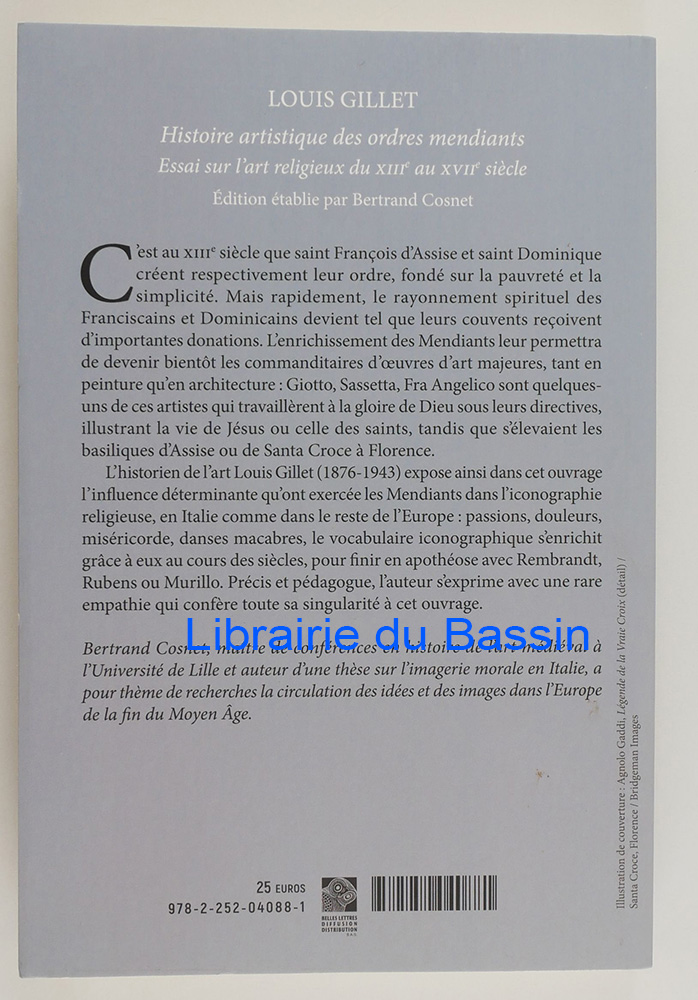 LOUIS GILLET
Histoire artistique des ordres mendiants
Essai sur l'art religieux du XIIIe au XVIIe siècle
Édition établie par Bertrand Cosnet
C'est au XIIIe siècle que saint François d'Assise et saint Dominique
créent respectivement leur ordre, fondé sur la pauvreté et la
simplicité. Mais rapidement, le rayonnement spirituel des
Franciscains et Dominicains devient tel que leurs couvents reçoivent
d'importantes donations. L'enrichissement des Mendiants leur permettra
de devenir bientôt les commanditaires d'œuvres d'art majeures, tant en
peinture qu'en architecture : Giotto, Sassetta, Fra Angelico sont quelques-
uns de ces artistes qui travaillèrent à la gloire de Dieu sous leurs directives,
illustrant la vie de Jésus ou celle des saints, tandis que s'élevaient les
basiliques d'Assise ou de Santa Croce à Florence.
L'historien de l'art Louis Gillet (1876-1943) expose ainsi dans cet ouvrage
l'influence déterminante qu'ont exercée les Mendiants dans l'iconographie
religieuse, en Italie comme dans le reste de l'Europe : passions, douleurs,
miséricorde, danses macabres, le vocabulaire iconographique s'enrichit
grâce à eux au cours des siècles, pour finir en apothéose avec Rembrandt,
Rubens ou Murillo. Précis et pédagogue, l'auteur s'exprime avec une rare
empathie qui confère toute sa singularité à cet ouvrage.
Librairie du Bassin
Bertrand Cosnet, maître de conférences en histoire de l'art médiéval à
l'Université de Lille et auteur d'une thèse sur l'imagerie morale en Italie, a
pour thème de recherches la circulation des idées et des images dans l'Europe
de la fin du Moyen Âge.
Illustration de couverture : Agnolo Gaddi, Légende de la Vraie Croix (détail) /
Santa Croce, Florence / Bridgeman Images
25 EUROS
978-2-252-04088-1
BELLES LETTRES
DIFFUSION
DISTRIBUTION
S.A.S.